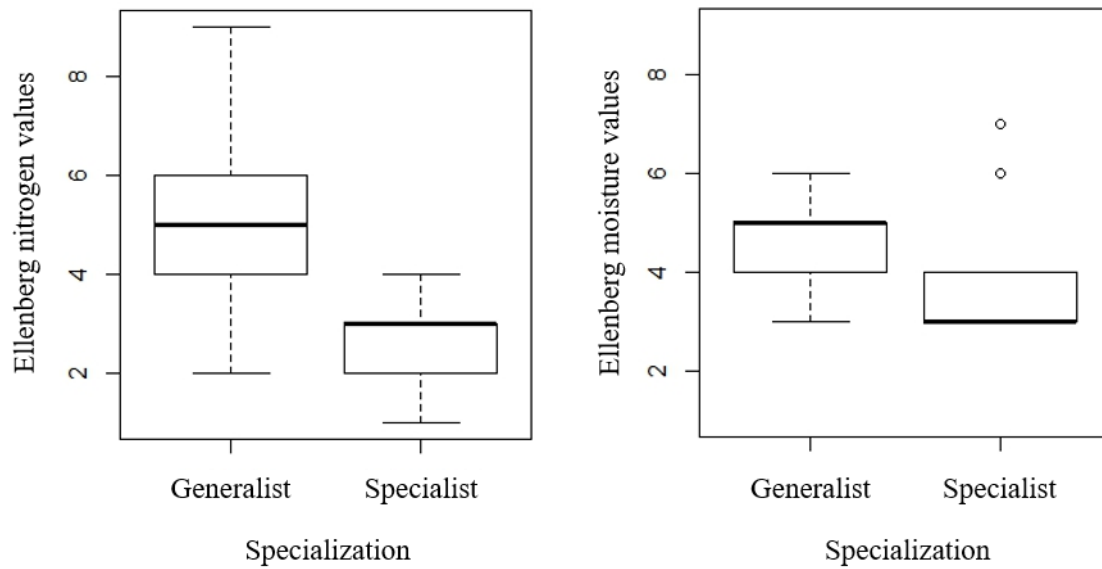 Ellenberg nitrogen values
8
6
4
2
Generalist
Specialist
Specialization
Ellenberg moisture values
8
6
4
2
Generalist
Specialist
Specialization